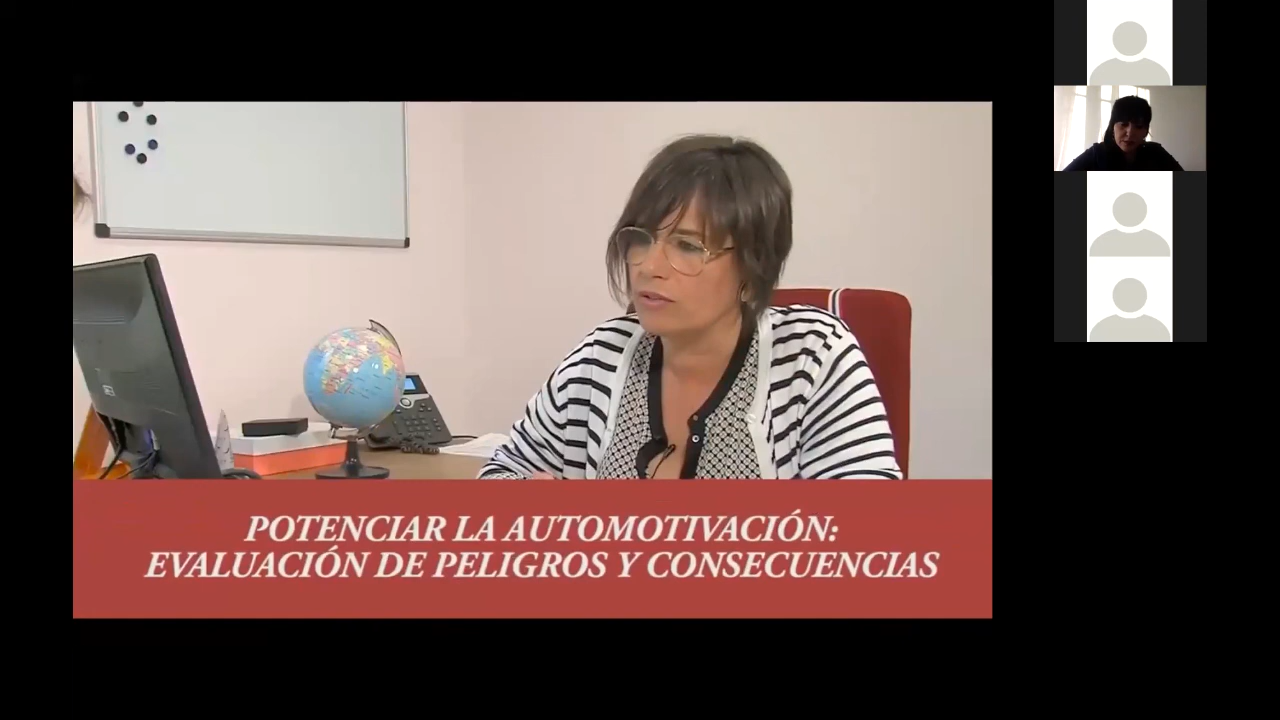 POTENCIAR LA AUTOMOTIVACIÓN:
EVALUACIÓN DE PELIGROS Y CONSECUENCIAS